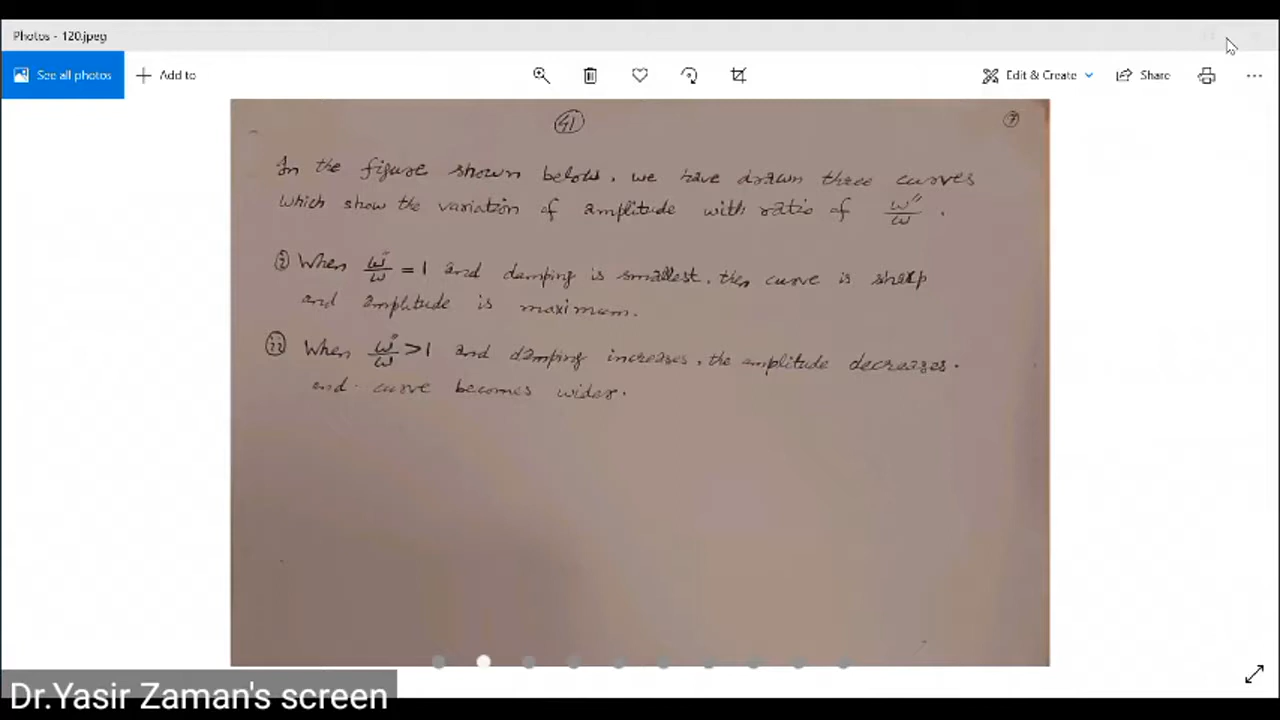 Photos - 120.jpeg
See all photos
Add to
Edit & Create
Share
41
7
In the figure shown below, we have drawn three curves
which show the variation of amplitude with ratio of ω"/ω .
(i) When ω"/ω = 1 and damping is smallest, then curve is sharp
and amplitude is maximum.
(ii) When ω"/ω > 1 and damping increases, the amplitude decreases.
and curve becomes wider.
Dr.Yasir Zaman's screen